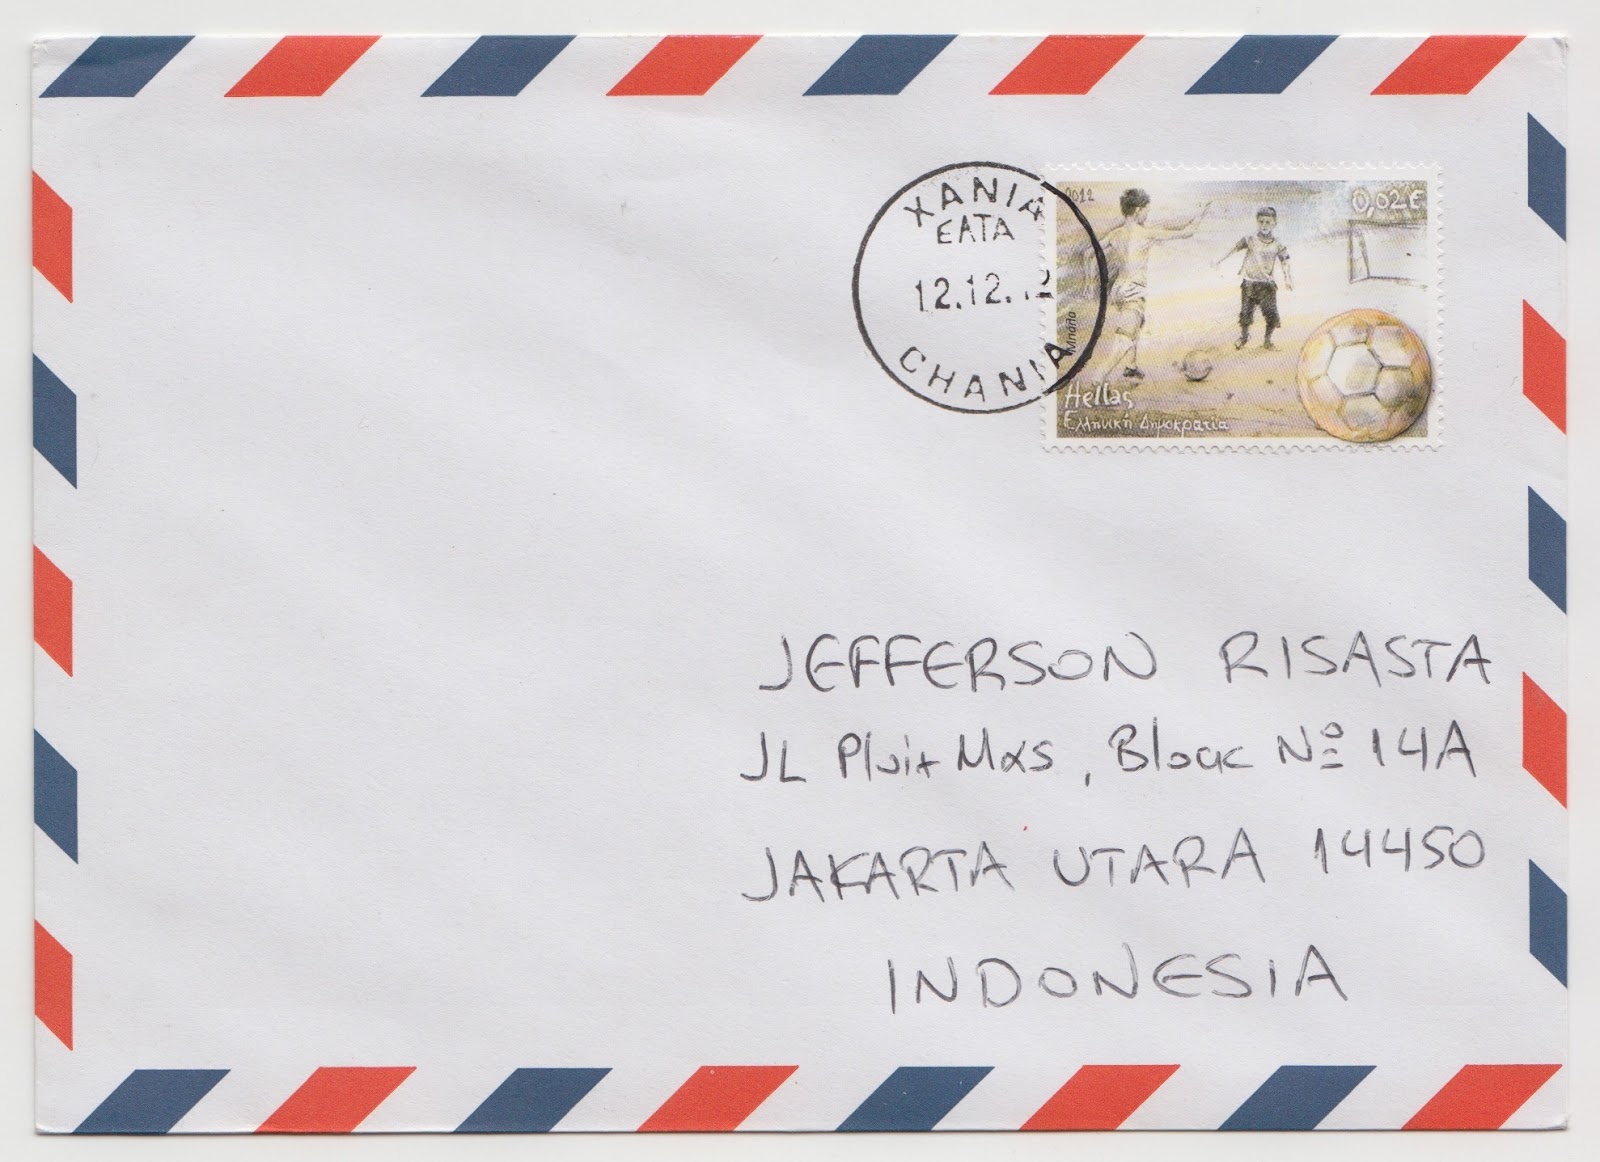 ΧΑΝΙΑ
ΕΛΤΑ
12.12.12
CHANIA
2012
0,02€
Μπάλα
Hellas
Ελληνική Δημοκρατία
JEFFERSON RISASTA
JL Pluit Mas, Block Nº 14A
JAKARTA UTARA 14450
INDONESIA